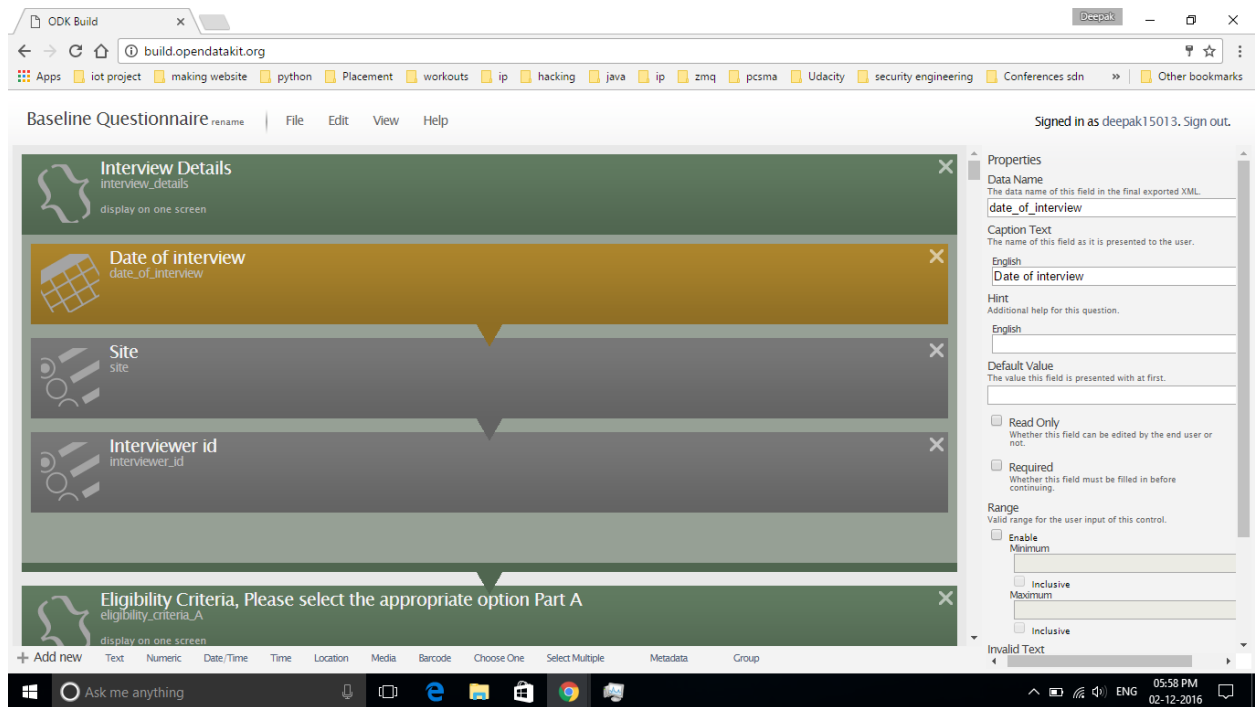 ODK Build
Deepak
build.opendatakit.org
Apps iot project making website python Placement workouts ip hacking java ip zmq pcsma Udacity security engineering Conferences sdn » Other bookmarks
Baseline Questionnaire rename File Edit View Help Signed in as deepak15013. Sign out.
Interview Details
interview_details
display on one screen
Date of interview
date_of_interview
Site
site
Interviewer id
interviewer_id
Eligibility Criteria, Please select the appropriate option Part A
eligibility_criteria_A
display on one screen
Properties
Data Name
The data name of this field in the final exported XML.
date_of_interview
Caption Text
The name of this field as it is presented to the user.
English
Date of interview
Hint
Additional help for this question.
English
Default Value
The value this field is presented with at first.
Read Only
Whether this field can be edited by the end user or
not.
Required
Whether this field must be filled in before
continuing.
Range
Valid range for the user input of this control.
Enable
Minimum
Inclusive
Maximum
Inclusive
Invalid Text
+ Add new Text Numeric Date/Time Time Location Media Barcode Choose One Select Multiple Metadata Group
Ask me anything
ENG
05:58 PM
02-12-2016